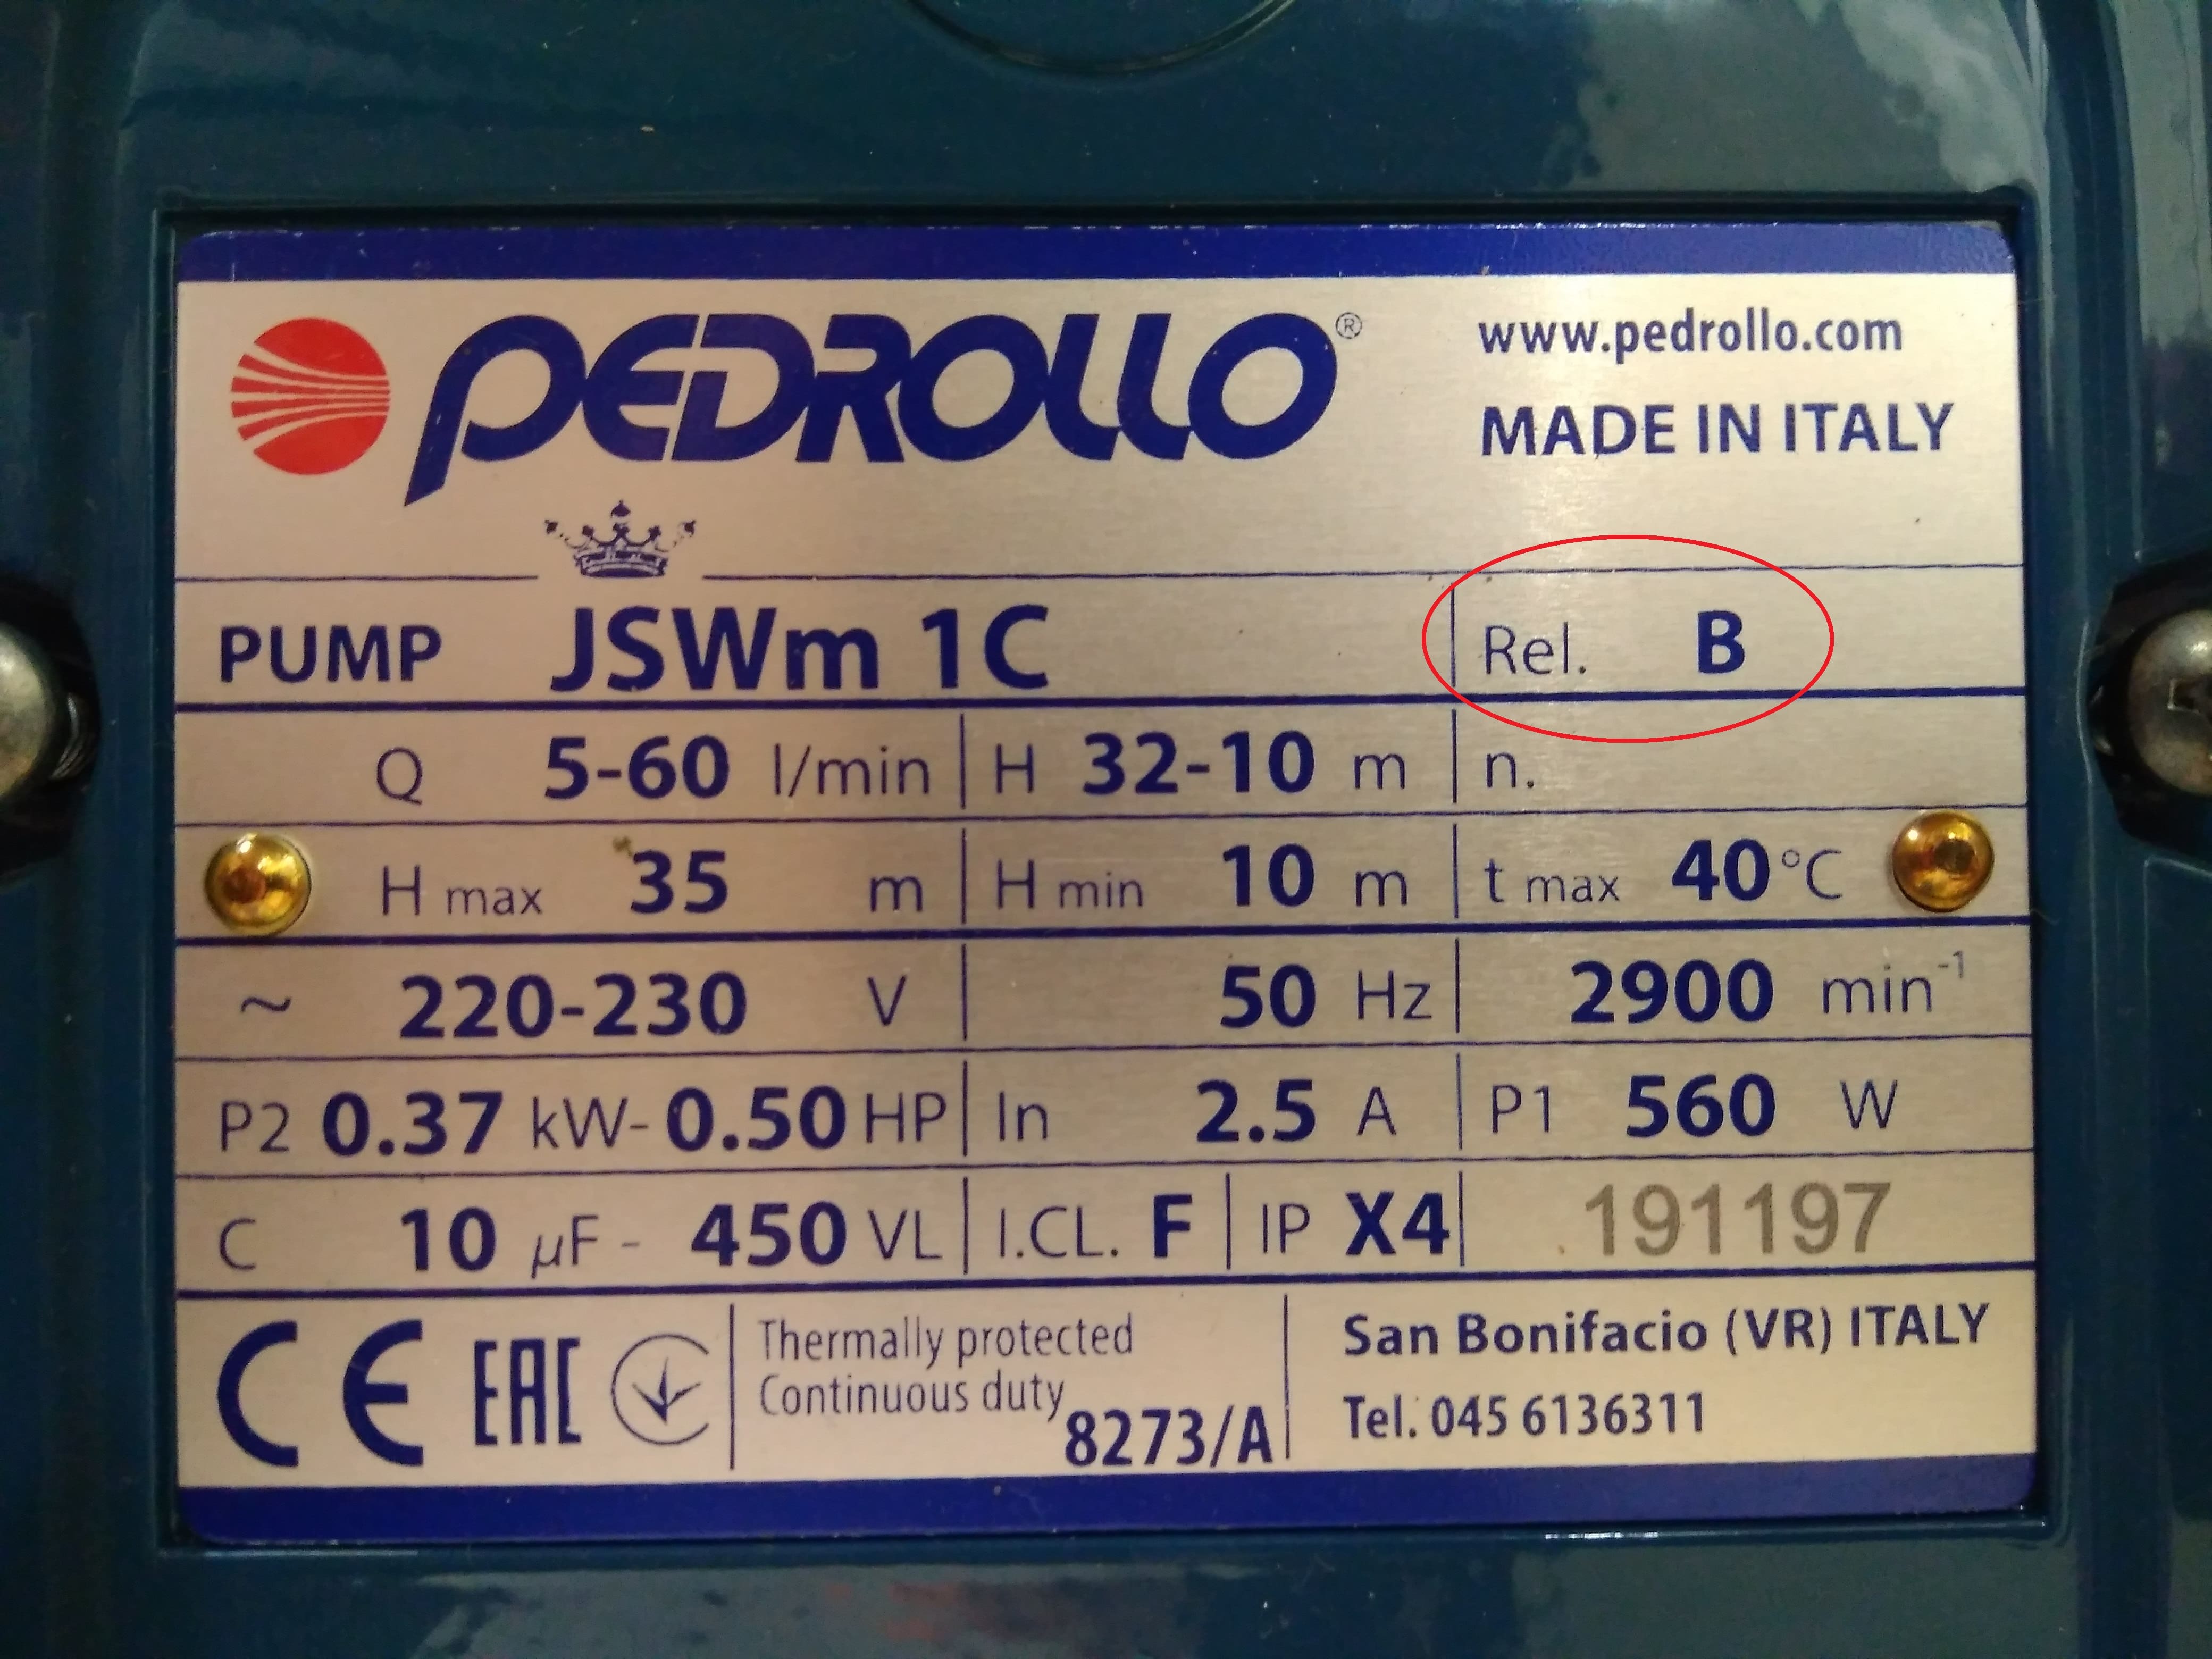 PEDROLLO®
www.pedrollo.com
MADE IN ITALY
PUMP JSWm 1C Rel. B
Q 5-60 l/min H 32-10 m n.
H max 35 m H min 10 m t max 40 °C
~ 220-230 V 50 Hz 2900 min⁻¹
P2 0.37 kW- 0.50 HP In 2.5 A P1 560 W
C 10 µF - 450 VL I.CL. F IP X4 191197
CE EAC Thermally protected
Continuous duty
8273/A
San Bonifacio (VR) ITALY
Tel. 045 6136311